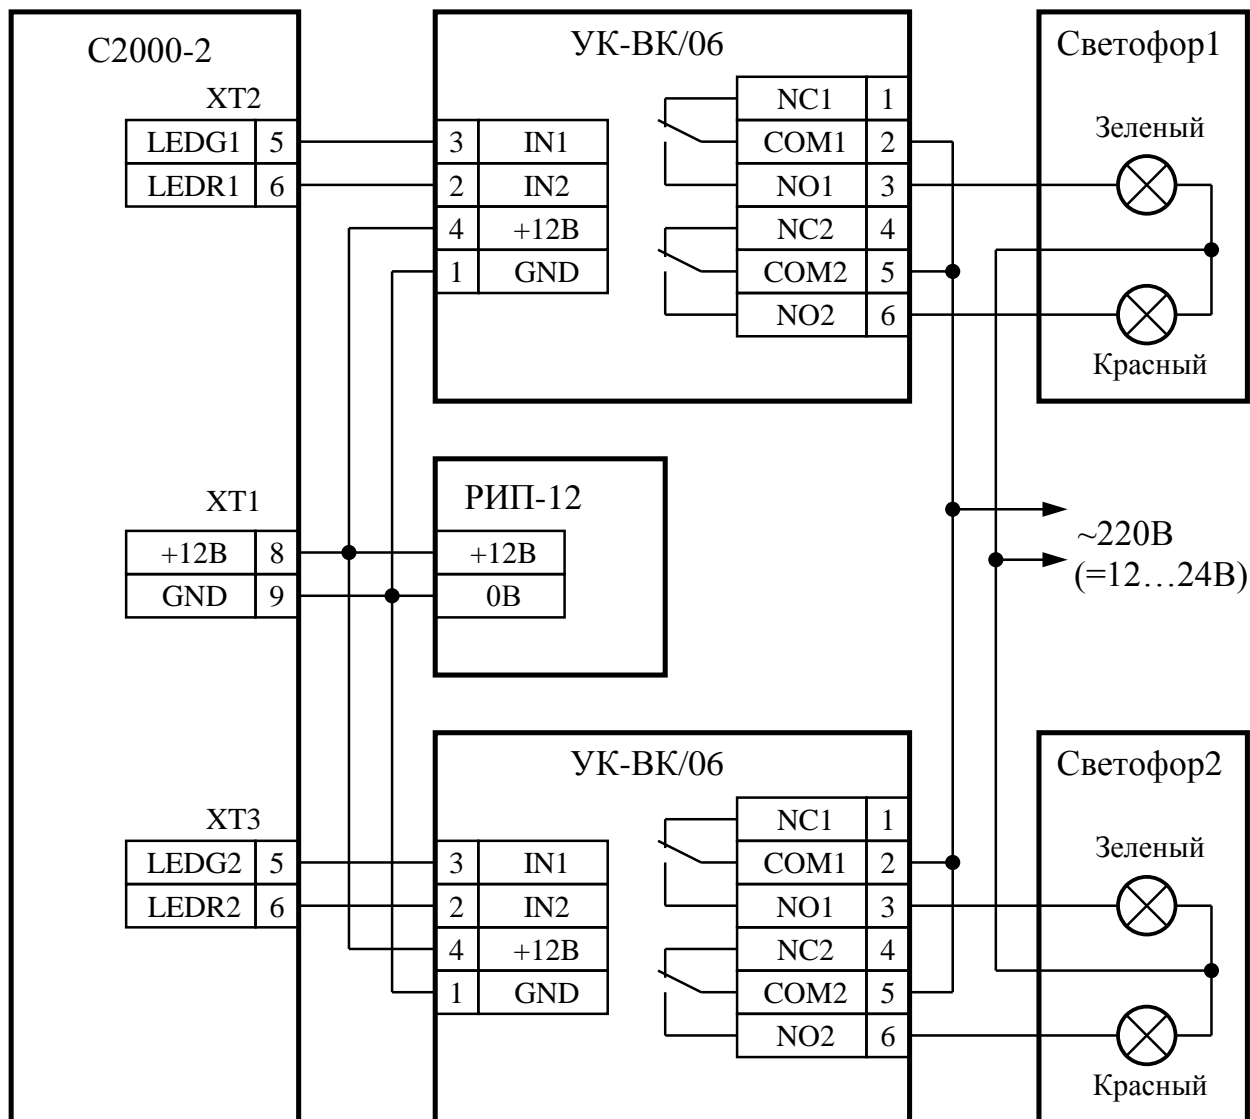 С2000-2
XT2
LEDG1 5
LEDR1 6
XT1
+12В 8
GND 9
XT3
LEDG2 5
LEDR2 6
УК-ВК/06
3 IN1
2 IN2
4 +12В
1 GND
NC1 1
COM1 2
NO1 3
NC2 4
COM2 5
NO2 6
Светофор1
Зеленый
Красный
РИП-12
+12В
0В
~220В
(=12…24В)
УК-ВК/06
3 IN1
2 IN2
4 +12В
1 GND
NC1 1
COM1 2
NO1 3
NC2 4
COM2 5
NO2 6
Светофор2
Зеленый
Красный